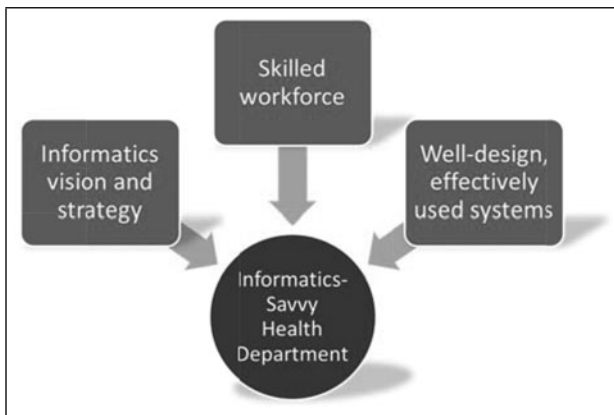 Skilled
workforce
Informatics
vision and
strategy
Well-design,
effectively
used systems
Informatics-
Savvy
Health
Department